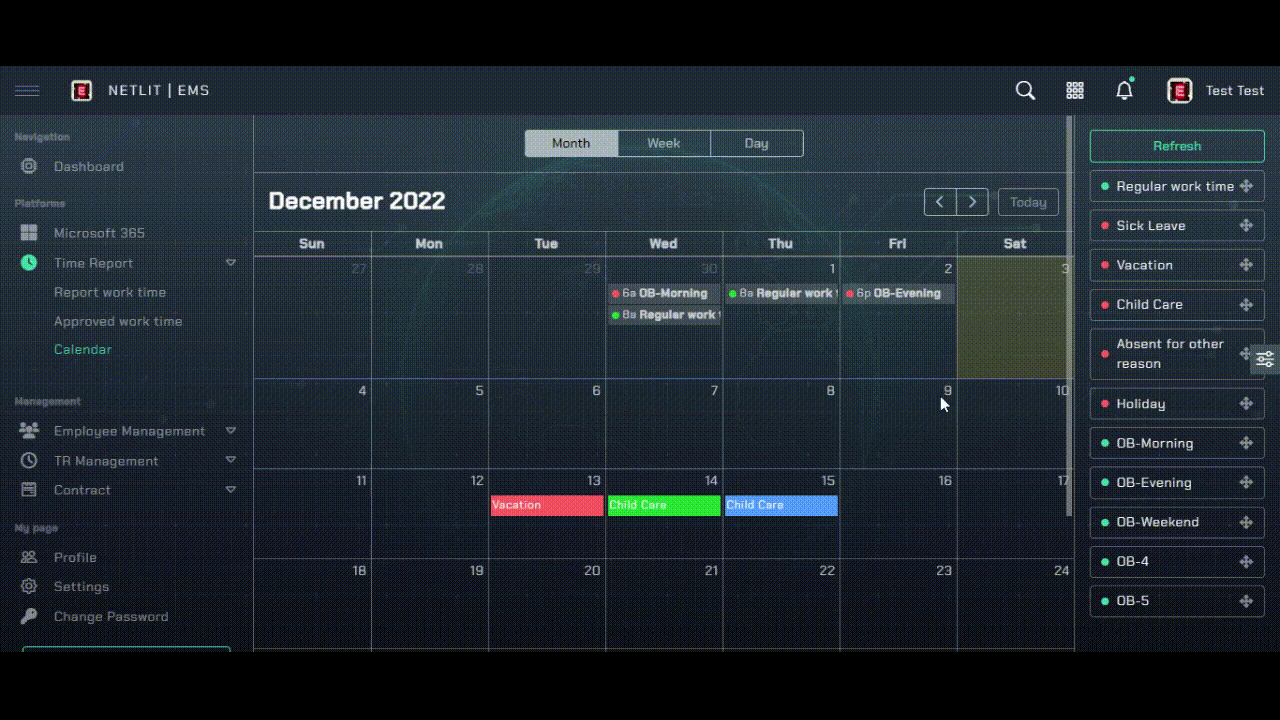 NETLIT | EMS
Test Test
Navigation
Dashboard
Platforms
Microsoft 365
Time Report
Report work time
Approved work time
Calendar
Management
Employee Management
TR Management
Contract
My page
Profile
Settings
Change Password
Month Week Day
December 2022
Today
Sun Mon Tue Wed Thu Fri Sat
27 28 29 30 1 2 3
6a OB-Morning
8a Regular work
8a Regular work
6p OB-Evening
4 5 6 7 8 9 10
11 12 13 14 15 16 17
Vacation Child Care Child Care
18 19 20 21 22 23 24
Refresh
Regular work time
Sick Leave
Vacation
Child Care
Absent for other
reason
Holiday
OB-Morning
OB-Evening
OB-Weekend
OB-4
OB-5